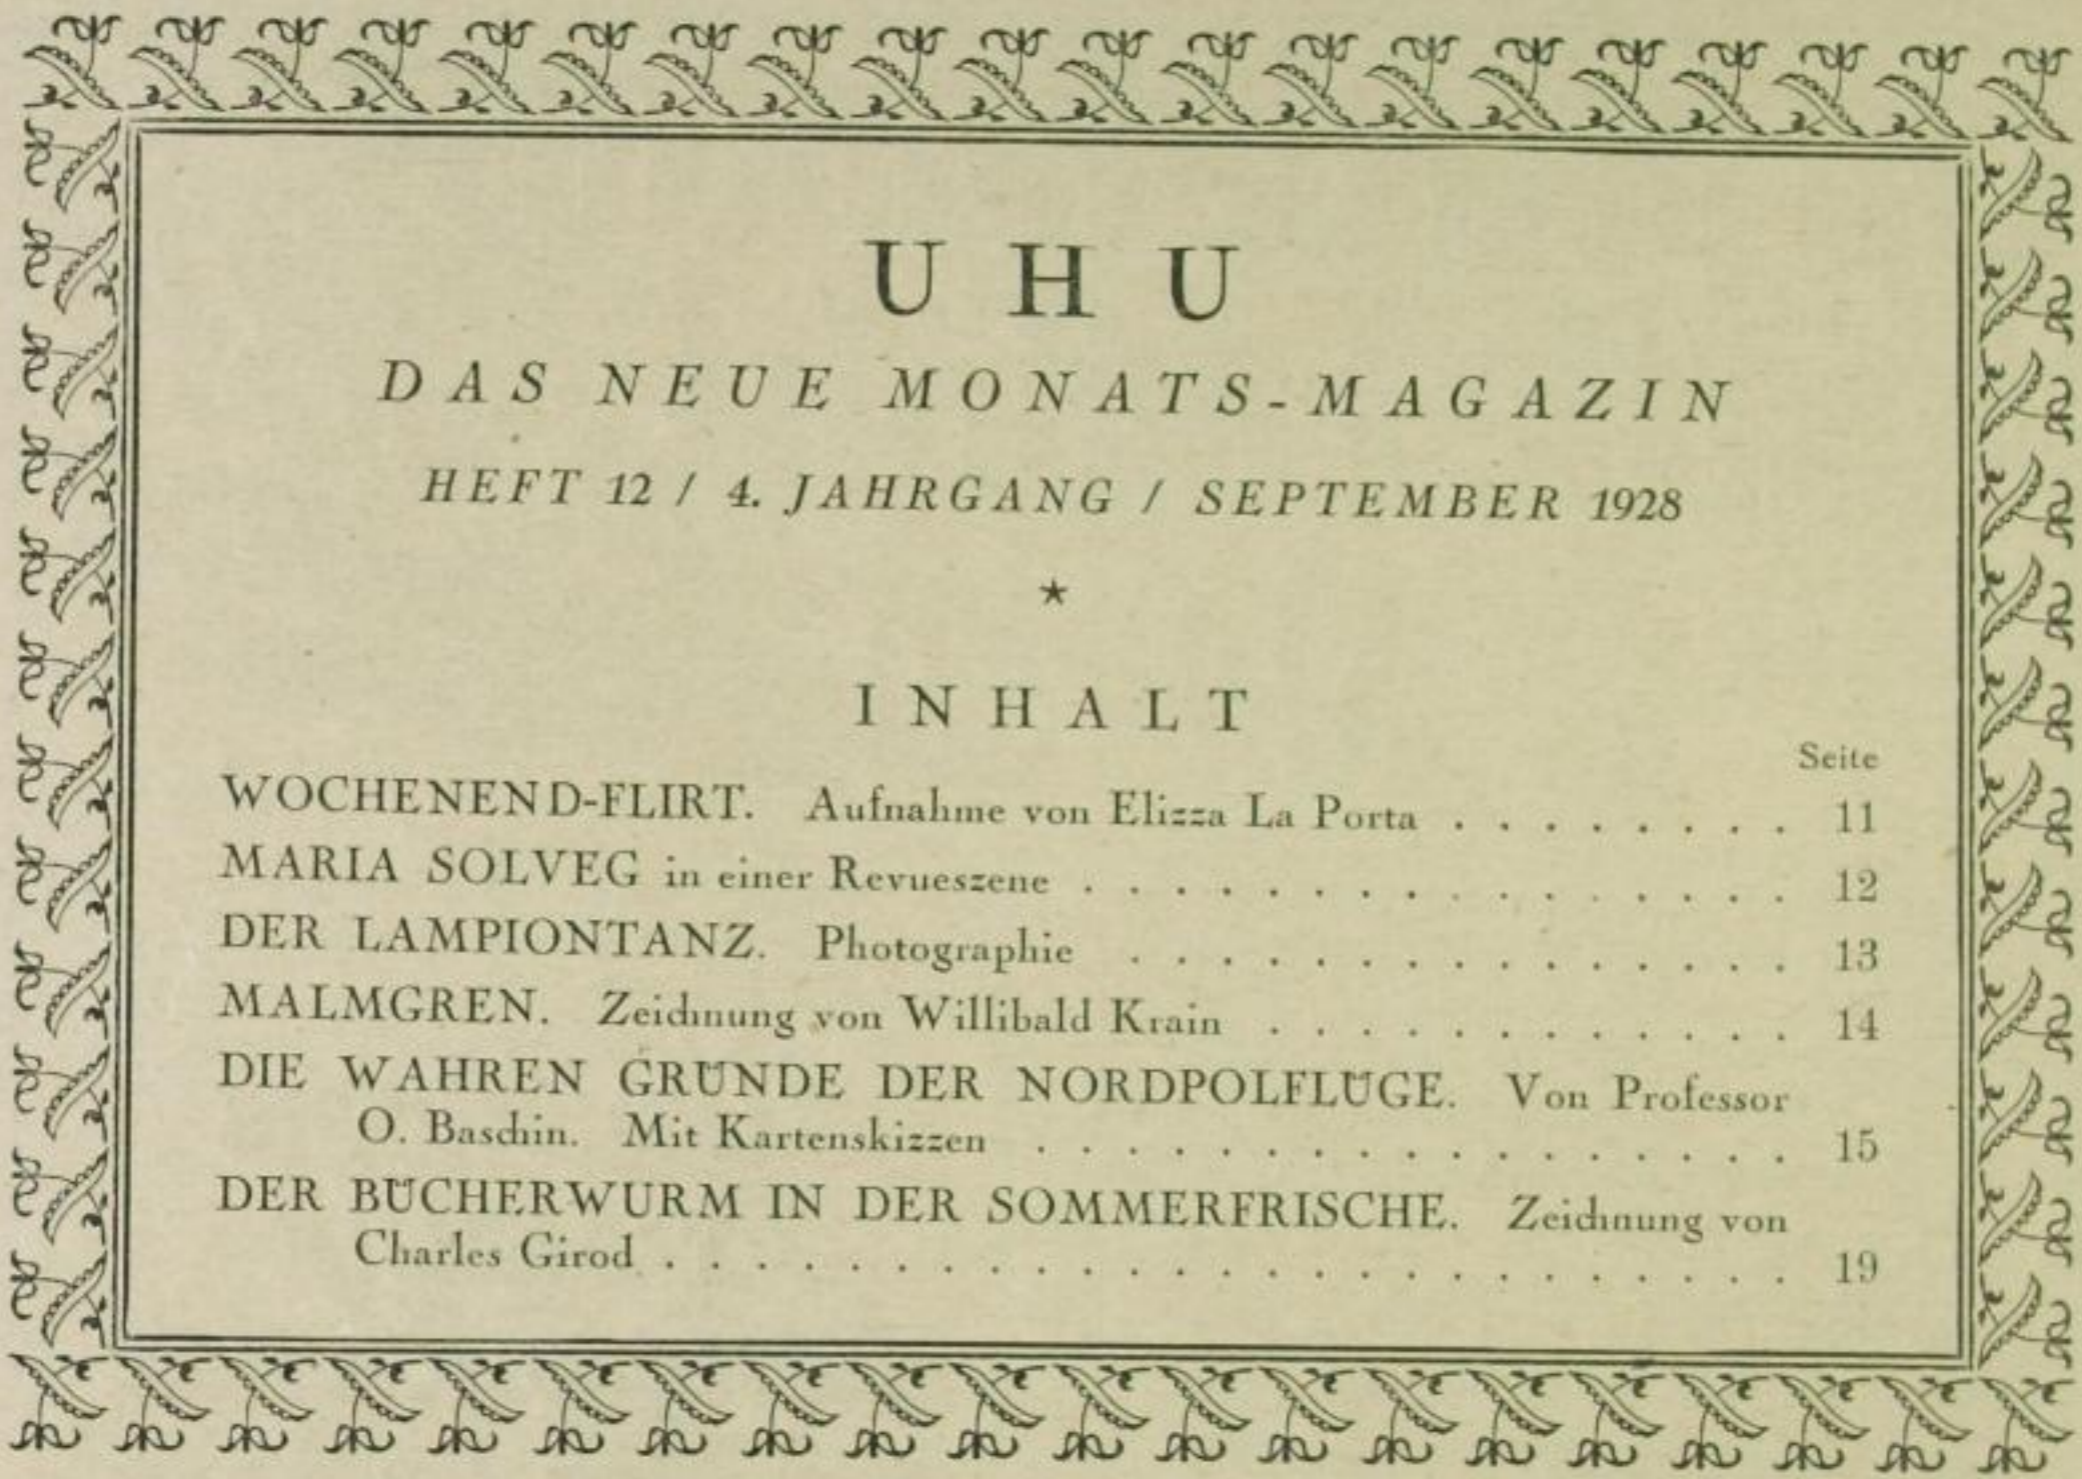 UHU
DAS NEUE MONATS-MAGAZIN
HEFT 12 / 4. JAHRGANG / SEPTEMBER 1928
INHALT
Seite
WOCHENEND-FLIRT. Aufnahme von Elizza La Porta . . . . . . . . 11
MARIA SOLVEG in einer Revueszene . . . . . . . . . . . . . . . . 12
DER LAMPIONTANZ. Photographie . . . . . . . . . . . . . . . 13
MALMGREN. Zeichnung von Willibald Krain . . . . . . . . . . . . 14
DIE WAHREN GRÜNDE DER NORDPOLFLÜGE. Von Professor
O. Baschin. Mit Kartenskizzen . . . . . . . . . . . . . . . . . 15
DER BÜCHERWURM IN DER SOMMERFRISCHE. Zeichnung von
Charles Girod . . . . . . . . . . . . . . . . . . . . . . . . . 19